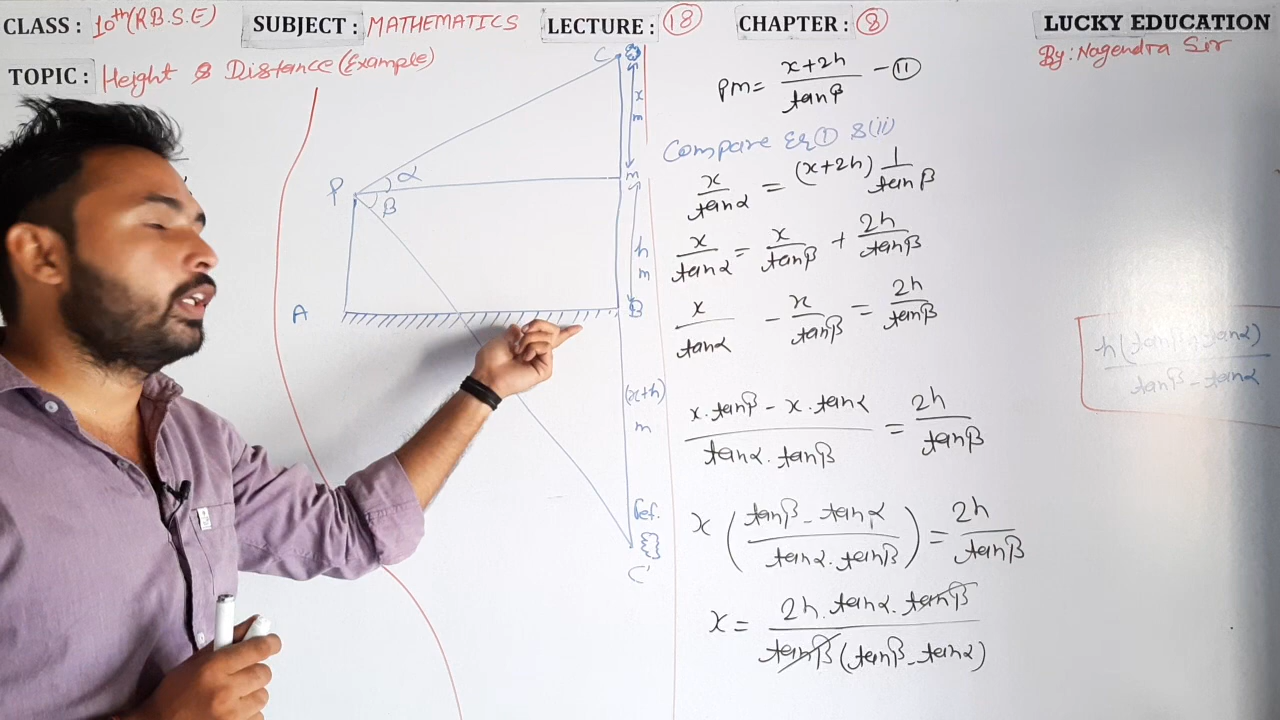 CLASS : 10th (R.B.S.E)
SUBJECT : MATHEMATICS
LECTURE : 18
CHAPTER : 8
LUCKY EDUCATION
By: Nagendra Sir
TOPIC : Height & Distance (Example)
C
x
m
P
α
β
M
h
m
A
B
(x+h)
m
Ref.
C'
PM = x+2h / tanβ - (II)
Compare Eq (I) & (ii)
x / tanα = (x+2h) 1 / tanβ
x / tanα = x / tanβ + 2h / tanβ
x / tanα - x / tanβ = 2h / tanβ
x.tanβ - x.tanα / tanα.tanβ = 2h / tanβ
x (tanβ - tanα / tanα.tanβ) = 2h / tanβ
x = 2h.tanα.tanβ / tanβ (tanβ - tanα)
h (tanβ + tanα) / tanβ - tanα